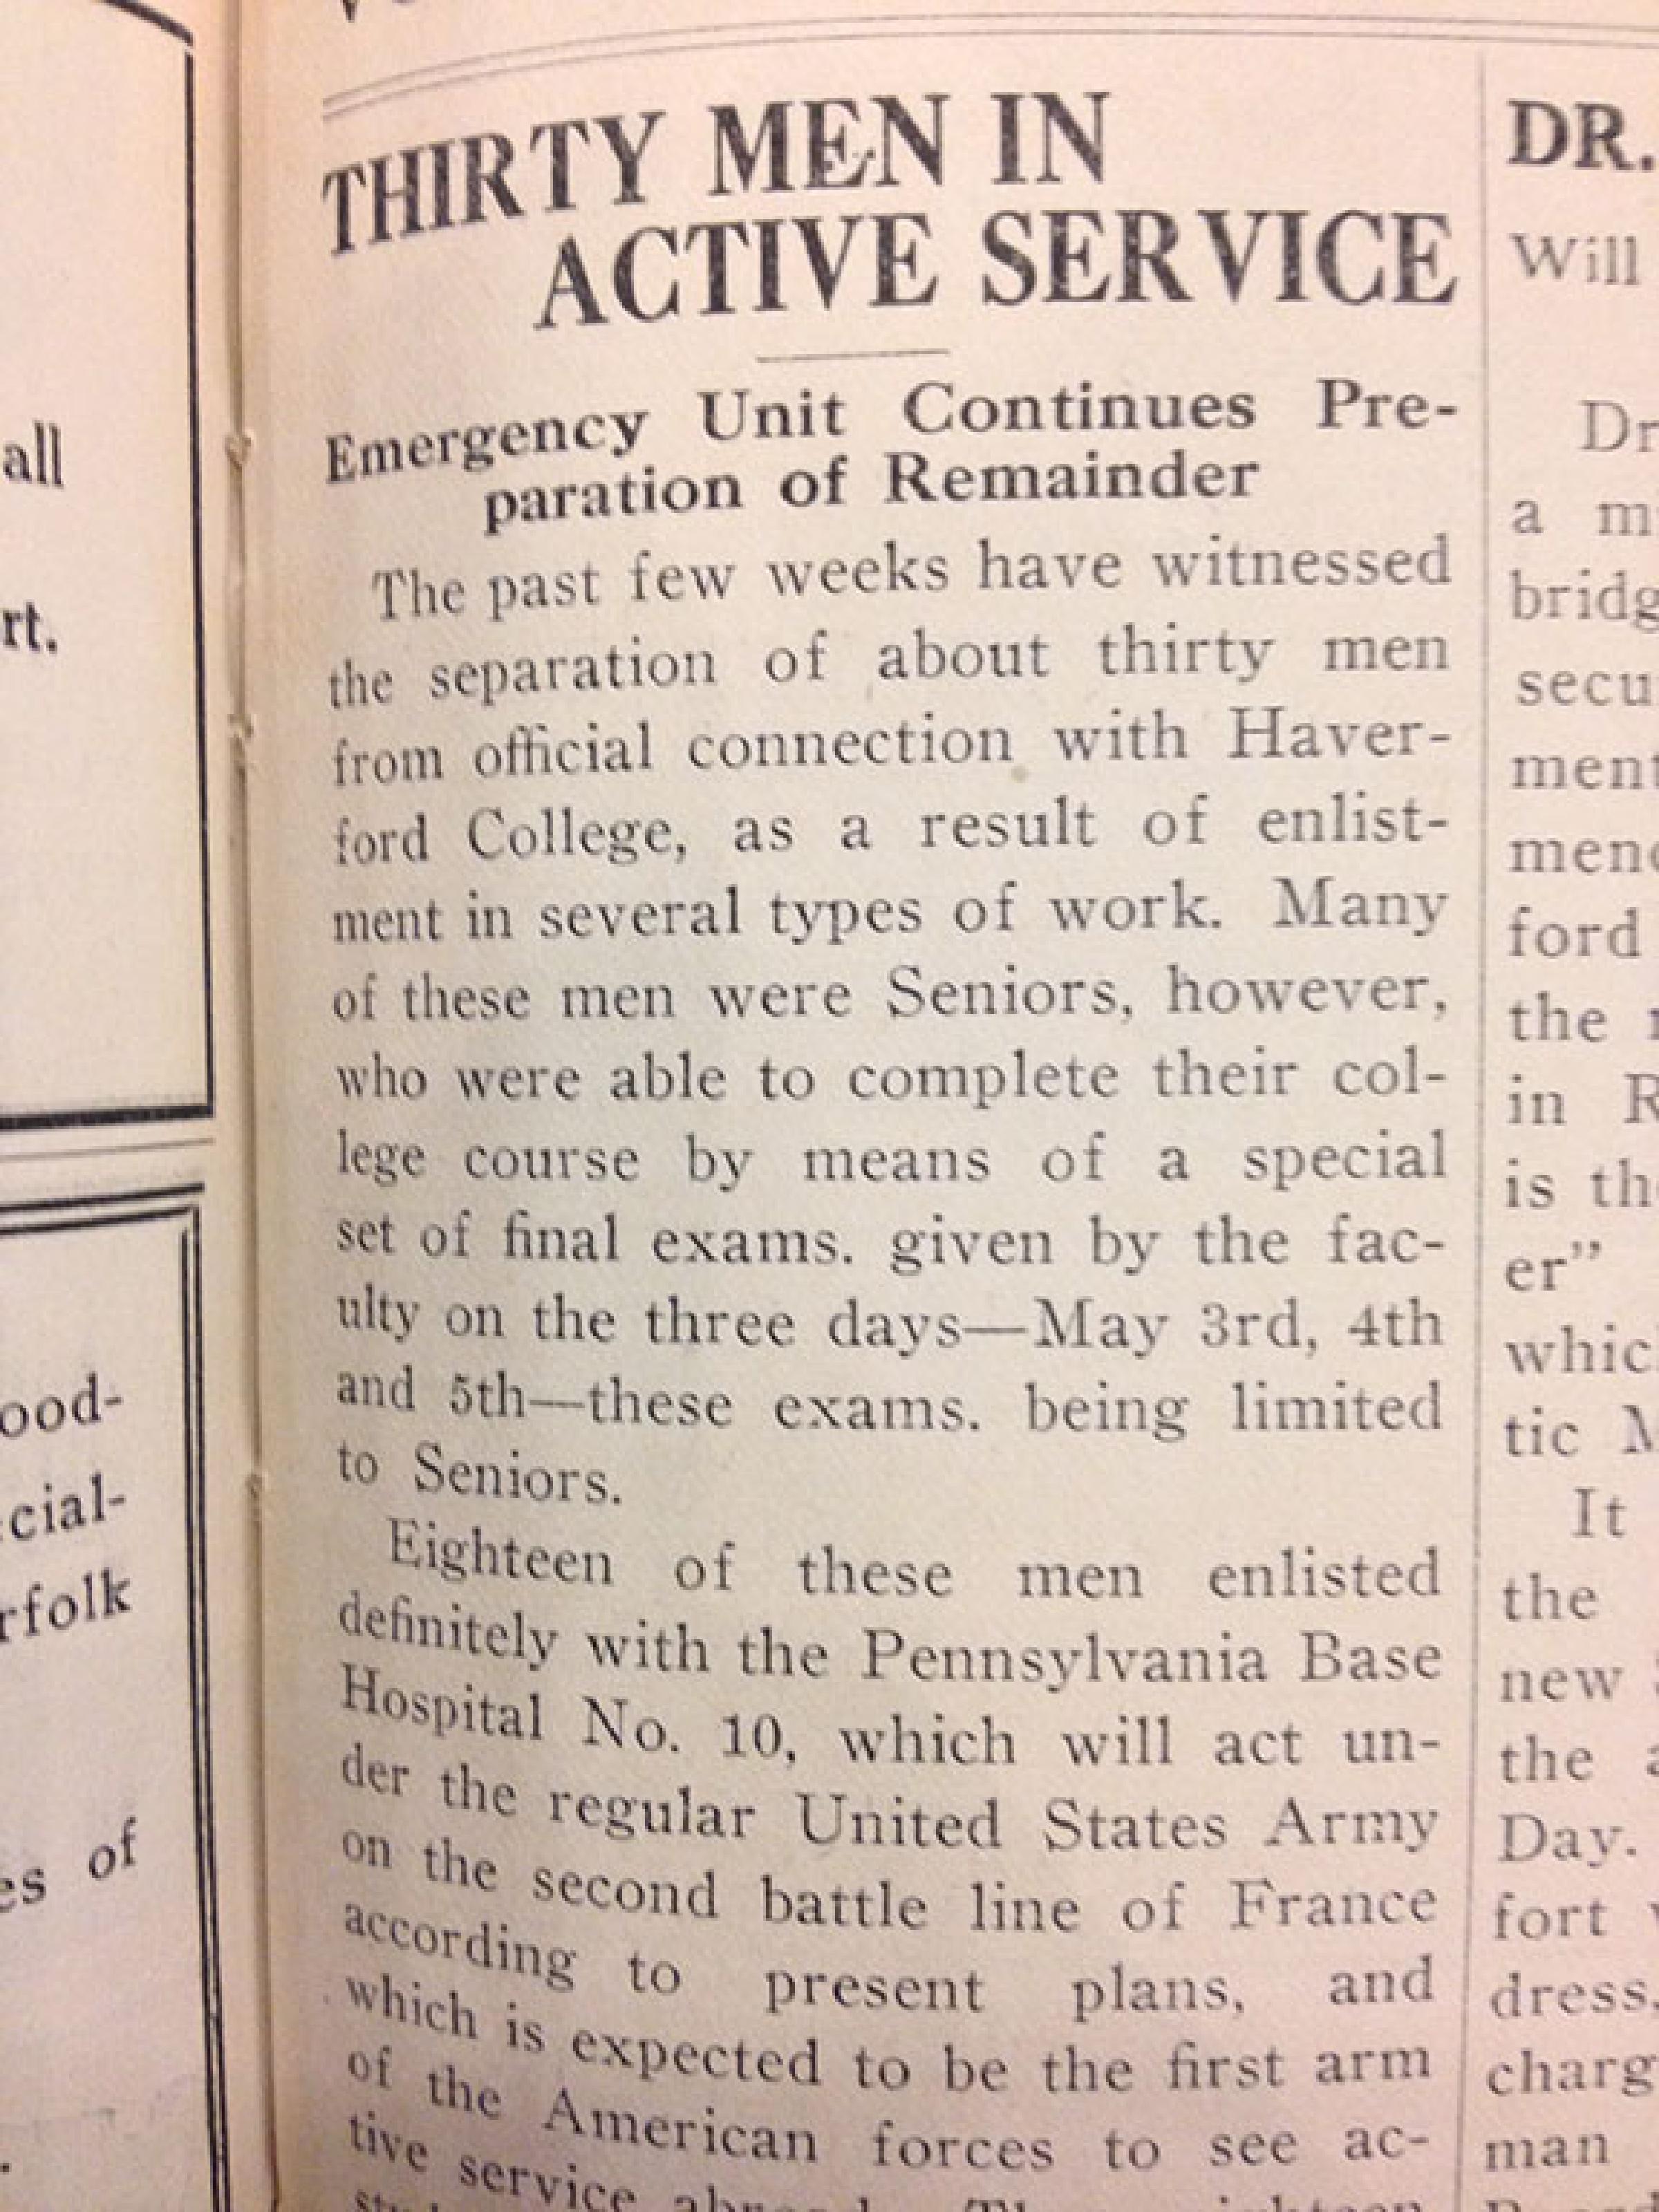 all
rt.
ood-
cial-
rfolk
es of
THIRTY MEN IN
ACTIVE SERVICE
Emergency Unit Continues Pre-
paration of Remainder
The past few weeks have witnessed
the separation of about thirty men
from official connection with Haver-
ford College, as a result of enlist-
ment in several types of work. Many
of these men were Seniors, however,
who were able to complete their col-
lege course by means of a special
set of final exams. given by the fac-
ulty on the three days—May 3rd, 4th
and 5th—these exams. being limited
to Seniors.
Eighteen of these men enlisted
definitely with the Pennsylvania Base
Hospital No. 10, which will act un-
der the regular United States Army
on the second battle line of France
according to present plans, and
which is expected to be the first arm
of the American forces to see ac-
tive service
DR.
Will
Dr
a m
bridg
secu
ment
mend
ford
the
in R
is th
er”
which
tic M
It
the
new
the a
Day.
fort
dress,
charg
man